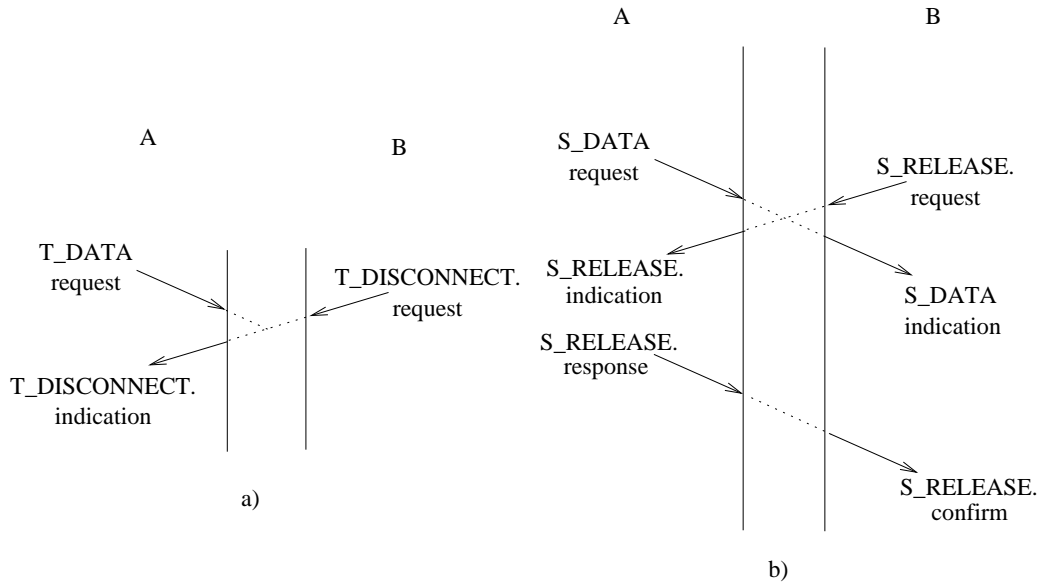 A
B
T_DATA
request
T_DISCONNECT.
request
T_DISCONNECT.
indication
a)
A
B
S_DATA
request
S_RELEASE.
request
S_RELEASE.
indication
S_DATA
indication
S_RELEASE.
response
S_RELEASE.
confirm
b)